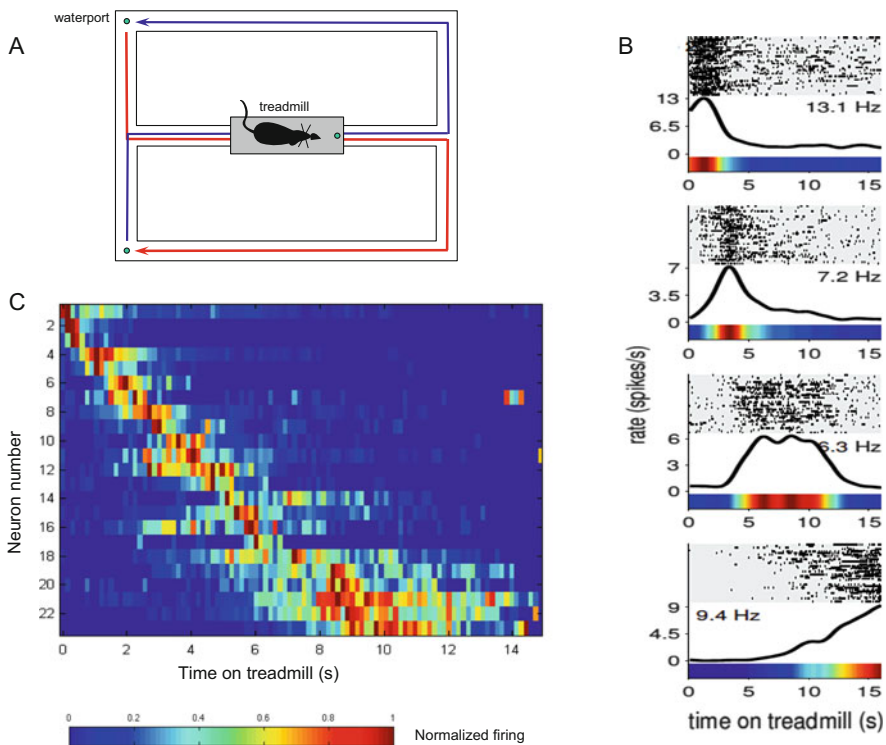 A
waterport
treadmill
B
13
6.5
0
13.1 Hz
0 5 10 15
7
3.5
0
7.2 Hz
0 5 10 15
6
3
0
6.3 Hz
0 5 10 15
9
4.5
0
9.4 Hz
0 5 10 15
rate (spikes/s)
time on treadmill (s)
C
2
4
6
8
10
12
14
16
18
20
22
Neuron number
0 2 4 6 8 10 12 14
Time on treadmill (s)
0 0.2 0.4 0.6 0.8 1
Normalized firing